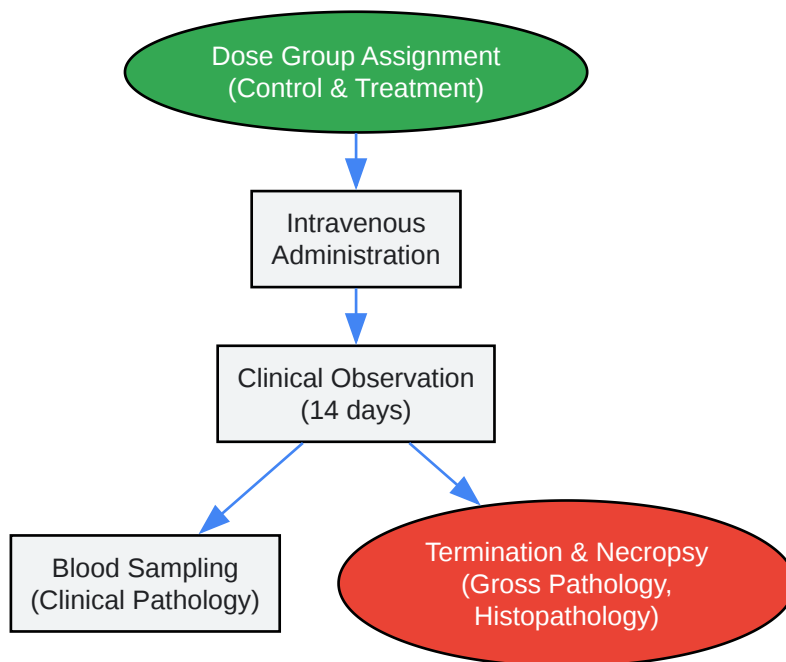 Dose Group Assignment
(Control & Treatment)
Intravenous
Administration
Clinical Observation
(14 days)
Blood Sampling
(Clinical Pathology)
Termination & Necropsy
(Gross Pathology,
Histopathology)